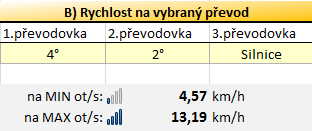 B) Rychlost na vybraný převod
1.převodovka 2.převodovka 3.převodovka
4° 2° Silnice
na MIN ot/s: 4,57 km/h
na MAX ot/s: 13,19 km/h